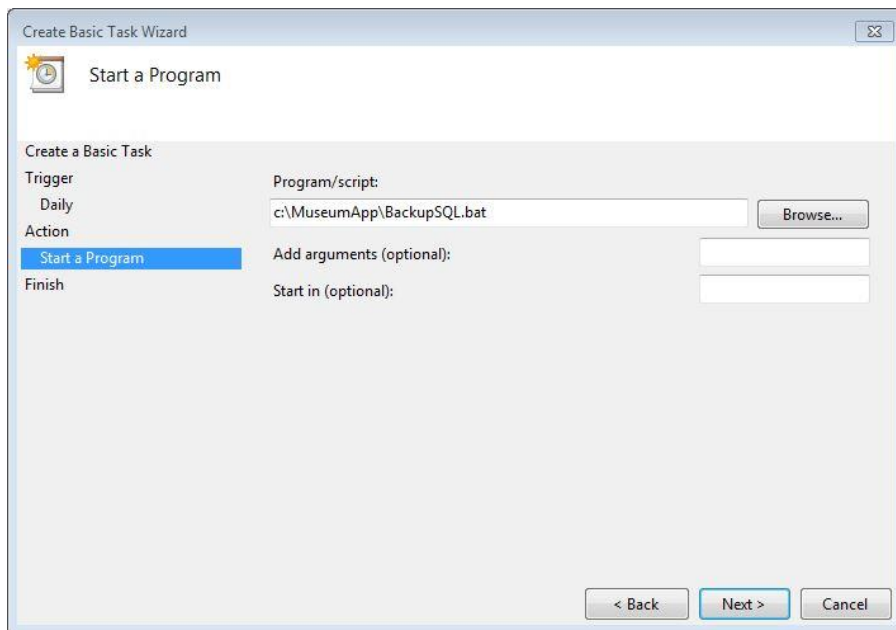 Create Basic Task Wizard
Start a Program
Create a Basic Task
Trigger
Program/script:
Daily
c:\MuseumApp\BackupSQL.bat
Browse...
Action
Start a Program
Add arguments (optional):
Finish
Start in (optional):
< Back
Next >
Cancel